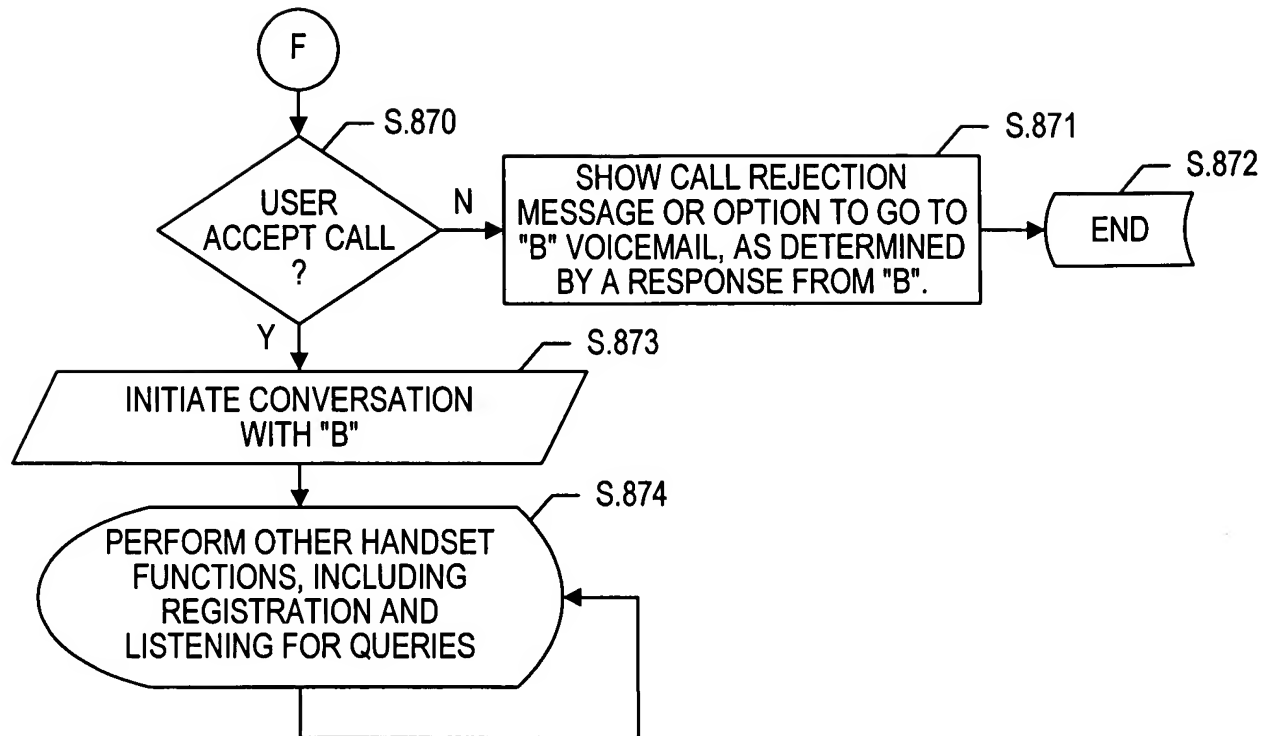 F
S.870
USER
ACCEPT CALL
?
N
S.871
SHOW CALL REJECTION
MESSAGE OR OPTION TO GO TO
"B" VOICEMAIL, AS DETERMINED
BY A RESPONSE FROM "B".
S.872
END
Y
S.873
INITIATE CONVERSATION
WITH "B"
S.874
PERFORM OTHER HANDSET
FUNCTIONS, INCLUDING
REGISTRATION AND
LISTENING FOR QUERIES